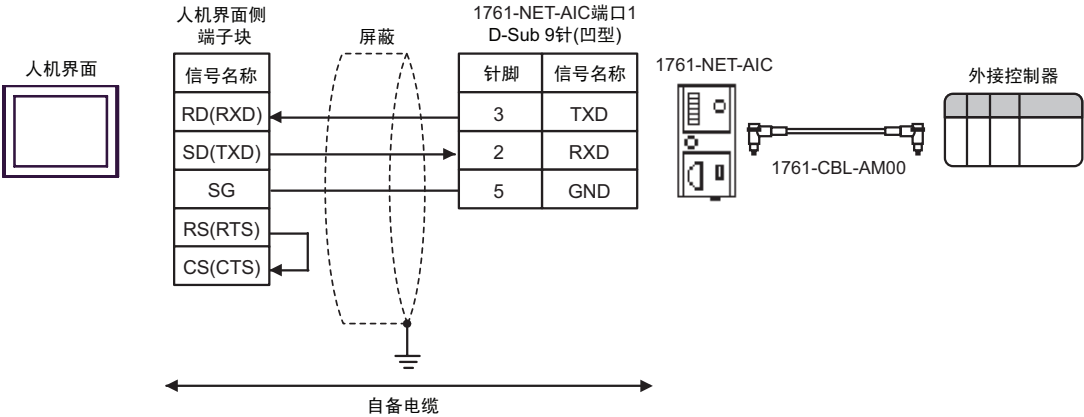 人机界面
人机界面侧
端子块
信号名称
RD(RXD)
SD(TXD)
SG
RS(RTS)
CS(CTS)
屏蔽
1761-NET-AIC端口1
D-Sub 9针(凹型)
针脚 信号名称
3 TXD
2 RXD
5 GND
1761-NET-AIC
1761-CBL-AM00
外接控制器
自备电缆